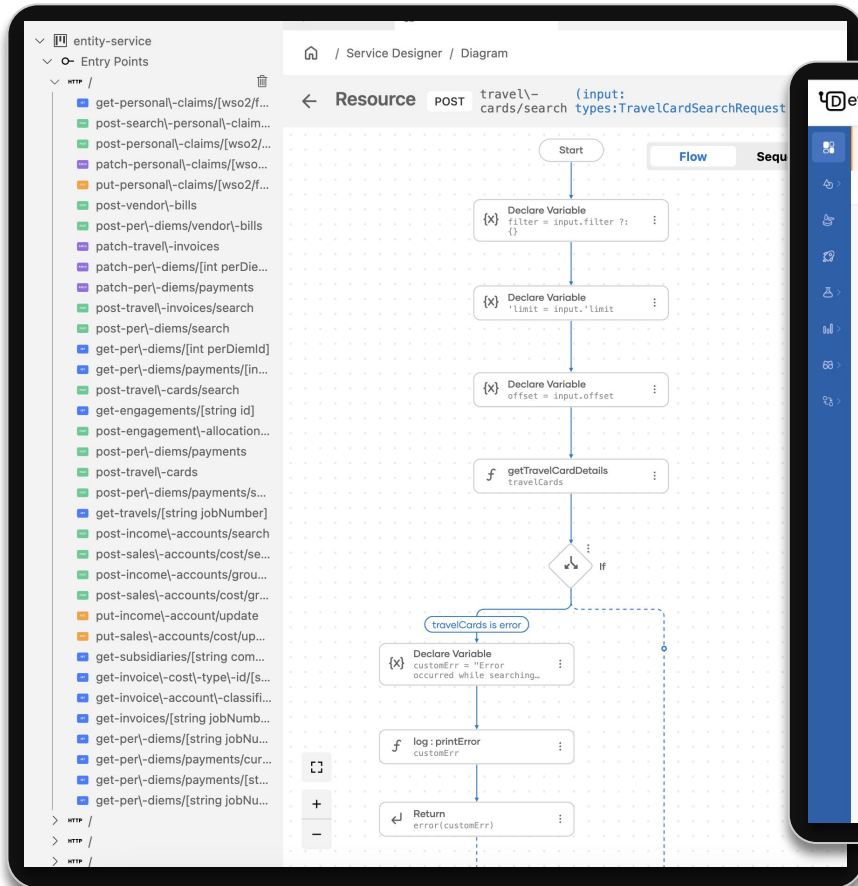 entity-service
Entry Points
HTTP /
get-personal\-claims/[wso2/f...
post-search\-personal\-claim...
post-personal\-claims/[wso2/...
patch-personal\-claims/[wso...
put-personal\-claims/[wso2/f...
post-vendor\-bills
post-per\-diems/vendor\-bills
patch-travel\-invoices
patch-per\-diems/[int perDie...
patch-per\-diems/payments
post-travel\-invoices/search
post-per\-diems/search
get-per\-diems/[int perDiemId]
get-per\-diems/payments/[in...
post-travel\-cards/search
get-engagements/[string id]
post-engagement\-allocation...
post-per\-diems/payments
post-travel\-cards
post-per\-diems/payments/s...
get-travels/[string jobNumber]
post-income\-accounts/search
post-sales\-accounts/cost/se...
post-income\-accounts/grou...
post-sales\-accounts/cost/gr...
put-income\-account/update
put-sales\-accounts/cost/up...
get-subsidiaries/[string com...
get-invoice\-cost\-type\-id/[s...
get-invoice\-account\-classifi...
get-invoices/[string jobNumb...
get-per\-diems/[string jobNu...
get-per\-diems/payments/cur...
get-per\-diems/payments/[st...
get-per\-diems/[string jobNu...
HTTP /
HTTP /
HTTP /
/ Service Designer / Diagram
Resource POST travel\-cards/search (input: types:TravelCardSearchRequest
Flow Sequ
Start
Declare Variable
filter = input.filter ?:
{}
Declare Variable
'limit = input.'limit
Declare Variable
offset = input.offset
getTravelCardDetails
travelCards
If
travelCards is error
Declare Variable
customErr = "Error
occurred while searching…
log : printError
customErr
Return
error(customErr)